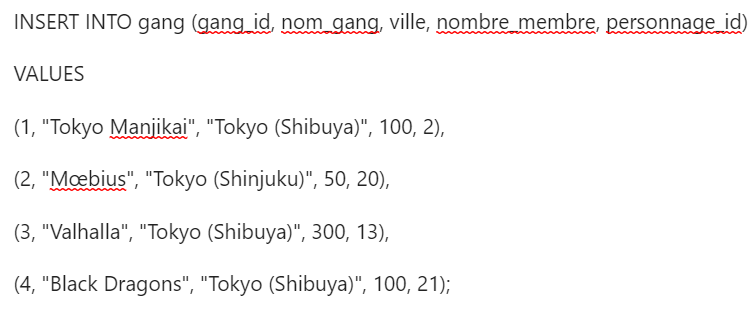 INSERT INTO gang (gang_id, nom_gang, ville, nombre_membre, personnage_id)
VALUES
(1, "Tokyo Manjikai", "Tokyo (Shibuya)", 100, 2),
(2, "Mœbius", "Tokyo (Shinjuku)", 50, 20),
(3, "Valhalla", "Tokyo (Shibuya)", 300, 13),
(4, "Black Dragons", "Tokyo (Shibuya)", 100, 21);